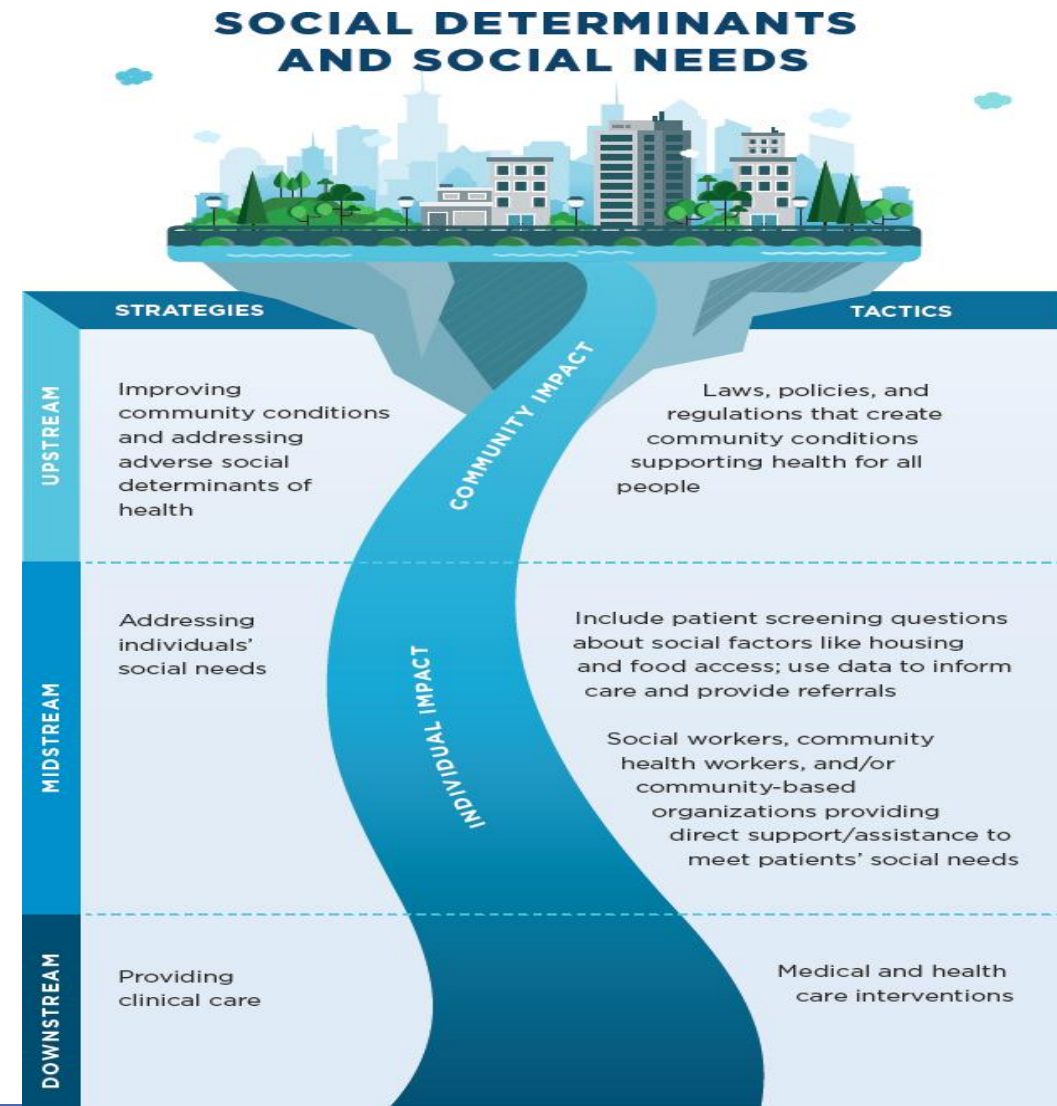 SOCIAL DETERMINANTS
AND SOCIAL NEEDS
STRATEGIES
TACTICS
UPSTREAM
Improving
community conditions
and addressing
adverse social
determinants of
health
COMMUNITY IMPACT
Laws, policies, and
regulations that create
community conditions
supporting health for all
people
MIDSTREAM
Addressing
individuals’
social needs
INDIVIDUAL IMPACT
Include patient screening questions
about social factors like housing
and food access; use data to inform
care and provide referrals
Social workers, community
health workers, and/or
community-based
organizations providing
direct support/assistance to
meet patients’ social needs
DOWNSTREAM
Providing
clinical care
Medical and health
care interventions